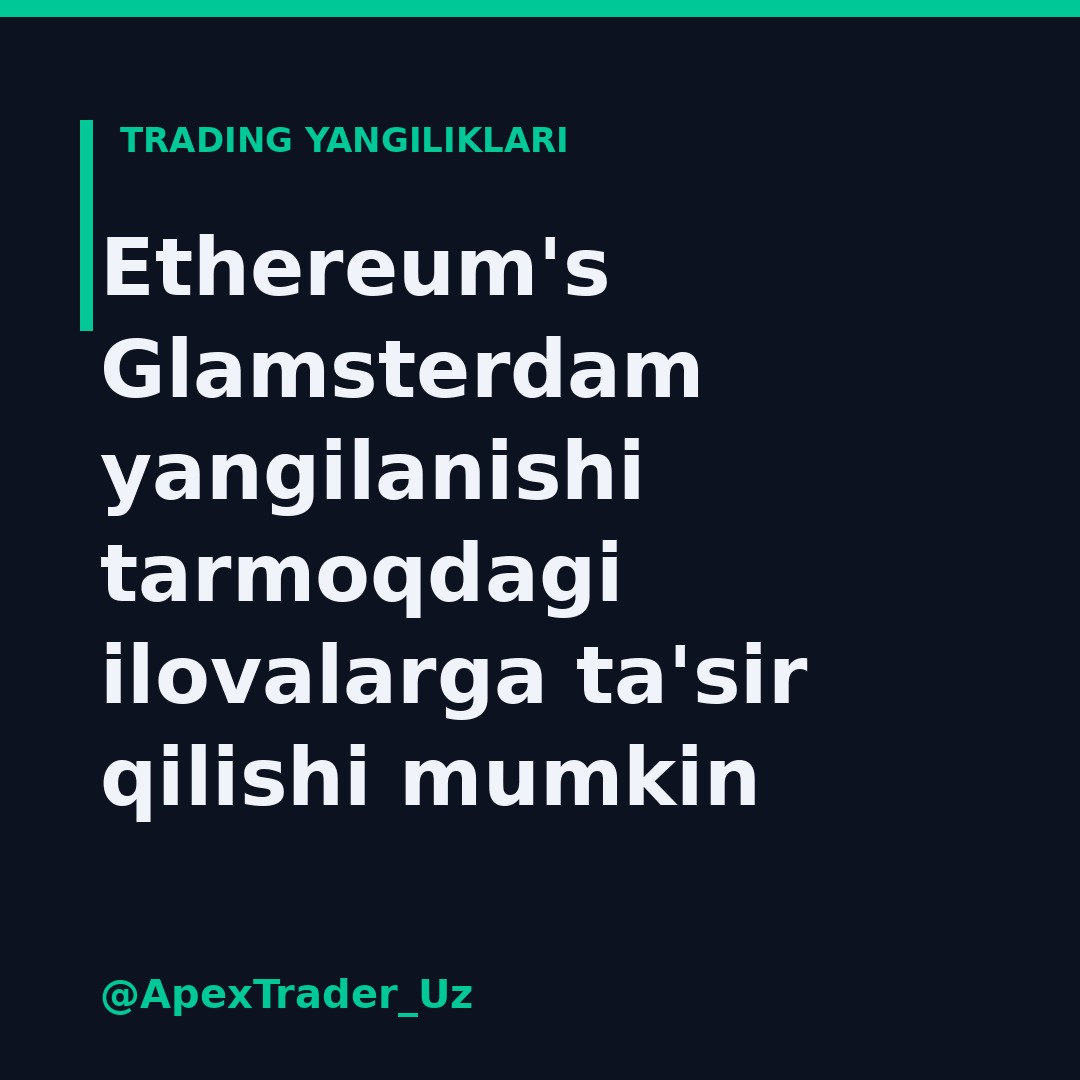 TRADING YANGILIKLARI
Ethereum's
Glamsterdam
yangilanishi
tarmoqdagi
ilovalarga ta'sir
qilishi mumkin
@ApexTrader_Uz